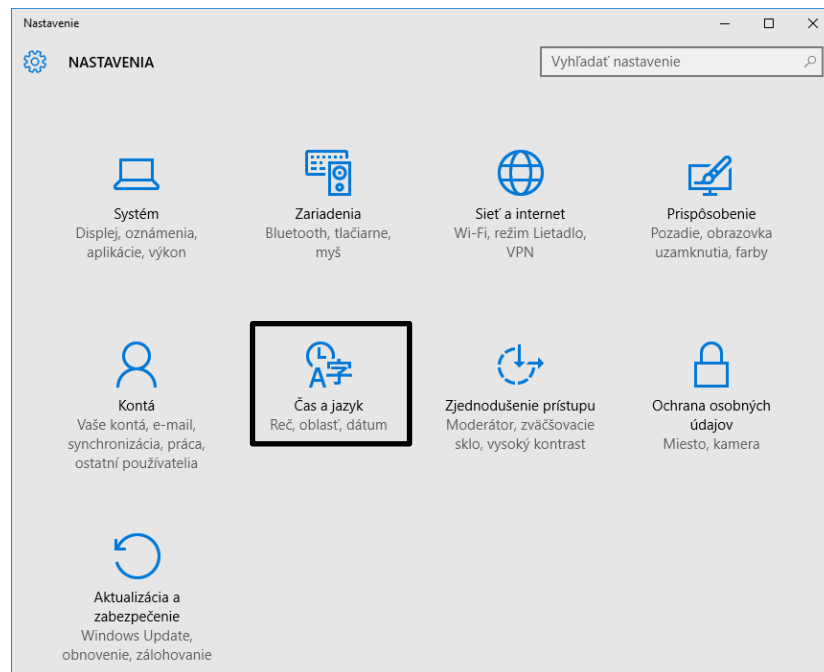 Nastavenie
NASTAVENIA
Vyhľadať nastavenie
Systém
Displej, oznámenia,
aplikácie, výkon
Zariadenia
Bluetooth, tlačiarne,
myš
Sieť a internet
Wi-Fi, režim Lietadlo,
VPN
Prispôsobenie
Pozadie, obrazovka
uzamknutia, farby
Kontá
Vaše kontá, e-mail,
synchronizácia, práca,
ostatní používatelia
Čas a jazyk
Reč, oblasť, dátum
Zjednodušenie prístupu
Moderátor, zväčšovacie
sklo, vysoký kontrast
Ochrana osobných
údajov
Miesto, kamera
Aktualizácia a
zabezpečenie
Windows Update,
obnovenie, zálohovanie